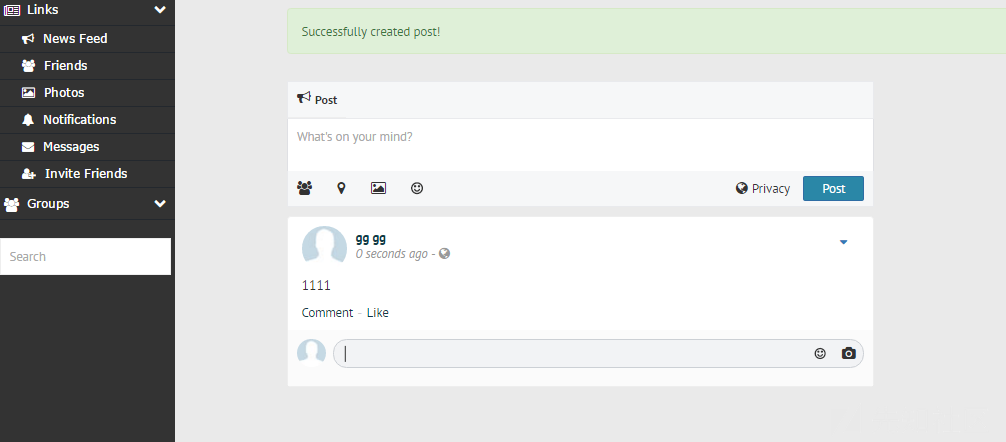 Links
News Feed
Friends
Photos
Notifications
Messages
Invite Friends
Groups
Search
Successfully created post!
Post
What's on your mind?
Privacy Post
gg gg
0 seconds ago -
1111
Comment - Like